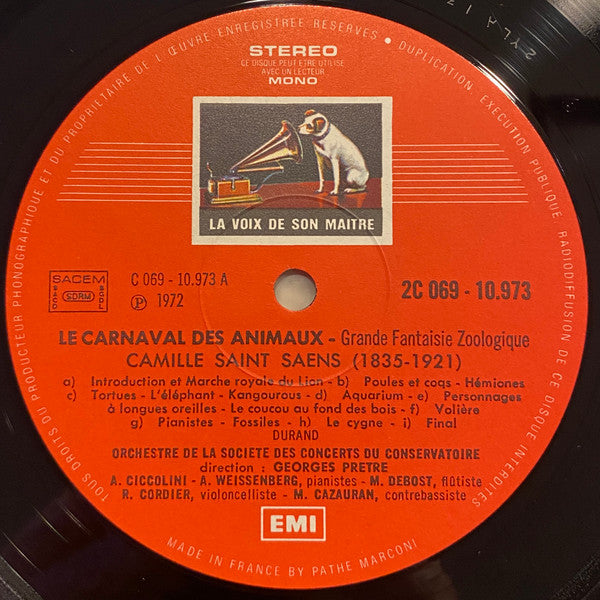 TOUS DROITS DU PRODUCTEUR PHONOGRAPHIQUE ET DU PROPRIETAIRE DE L'ŒUVRE ENREGISTREE RESERVES • DUPLICATION, EXECUTION PUBLIQUE, RADIODIFFUSION DE CE DISQUE INTERDITES
STEREO
CE DISQUE PEUT ETRE UTILISÉ
AVEC UN LECTEUR
MONO
LA VOIX DE SON MAITRE
SACEM
SDRM
C 069 - 10.973 A
℗ 1972
2C 069 - 10.973
LE CARNAVAL DES ANIMAUX - Grande Fantaisie Zoologique
CAMILLE SAINT SAENS (1835-1921)
a) Introduction et Marche royale du Lion - b) Poules et coqs - Hémiones
c) Tortues - L'éléphant - Kangourous - d) Aquarium - e) Personnages
à longues oreilles - Le coucou au fond des bois - f) Volière
g) Pianistes - Fossiles - h) Le cygne - i) Final
DURAND
ORCHESTRE DE LA SOCIETE DES CONCERTS DU CONSERVATOIRE
direction : GEORGES PRETRE
A. CICCOLINI - A. WEISSENBERG, pianistes - M. DEBOST, flûtiste
R. CORDIER, violoncelliste - M. CAZAURAN, contrebassiste
EMI
MADE IN FRANCE BY PATHE MARCONI